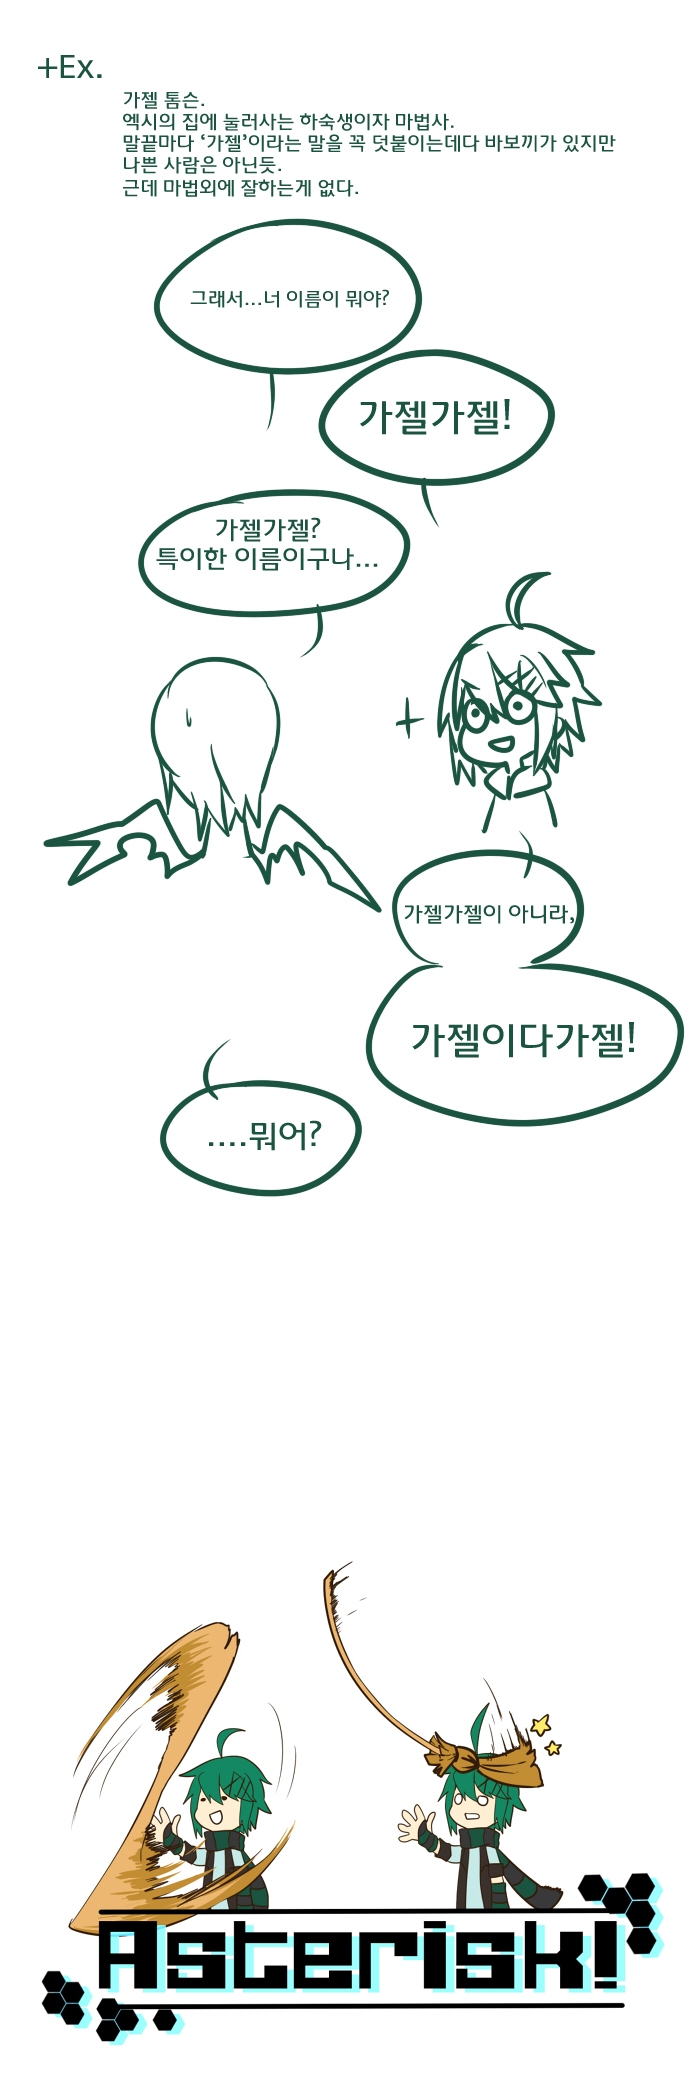 +Ex.
가젤 톰슨.
엑시의 집에 눌러사는 하숙생이자 마법사.
말끝마다 ‘가젤’이라는 말을 꼭 덧붙이는데다 바보끼가 있지만
나쁜 사람은 아닌듯.
근데 마법외에 잘하는게 없다.
그래서...너 이름이 뭐야?
가젤가젤!
가젤가젤?
특이한 이름이구나...
가젤가젤이 아니라,
가젤이다가젤!
....뭐어?
Asterisk!